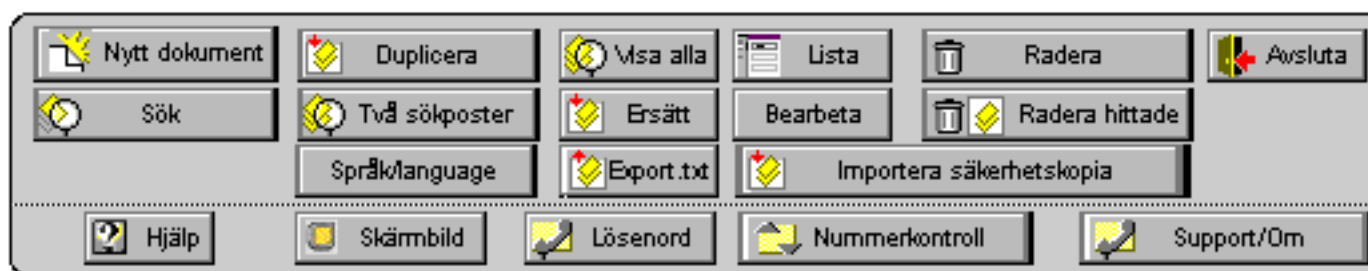 Nytt dokument Duplicera Visa alla Lista Radera Avsluta
Sök Två sökposter Ersätt Bearbeta Radera hittade
Språk/language Export.txt Importera säkerhetskopia
Hjälp Skärmbild Lösenord Nummerkontroll Support/Om